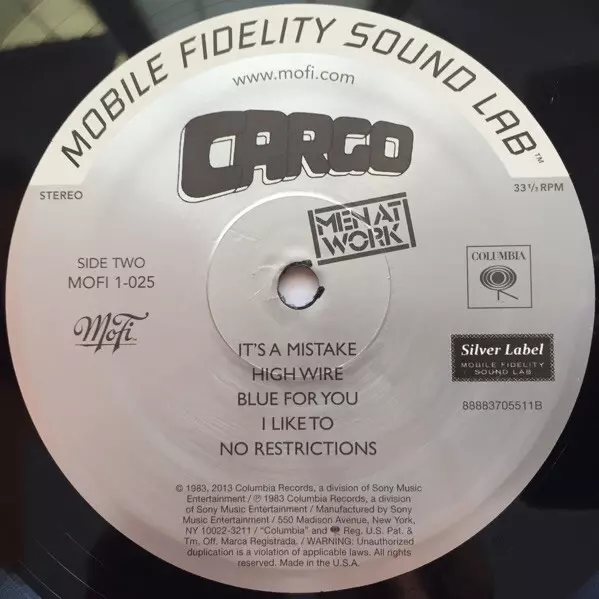 MOBILE FIDELITY SOUND LAB™
www.mofi.com
CARGO
MEN AT
WORK
STEREO
33 1/3 RPM
SIDE TWO
MOFI 1-025
MoFi
COLUMBIA
Silver Label
MOBILE FIDELITY
SOUND LAB
88883705511B
IT'S A MISTAKE
HIGH WIRE
BLUE FOR YOU
I LIKE TO
NO RESTRICTIONS
© 1983, 2013 Columbia Records, a division of Sony Music
Entertainment / ℗ 1983 Columbia Records, a division
of Sony Music Entertainment / Manufactured by Sony
Music Entertainment / 550 Madison Avenue, New York,
NY 10022-3211 / "Columbia" and Reg. U.S. Pat. &
Tm. Off. Marca Registrada. / WARNING: Unauthorized
duplication is a violation of applicable laws. All rights
reserved. Made in the U.S.A.